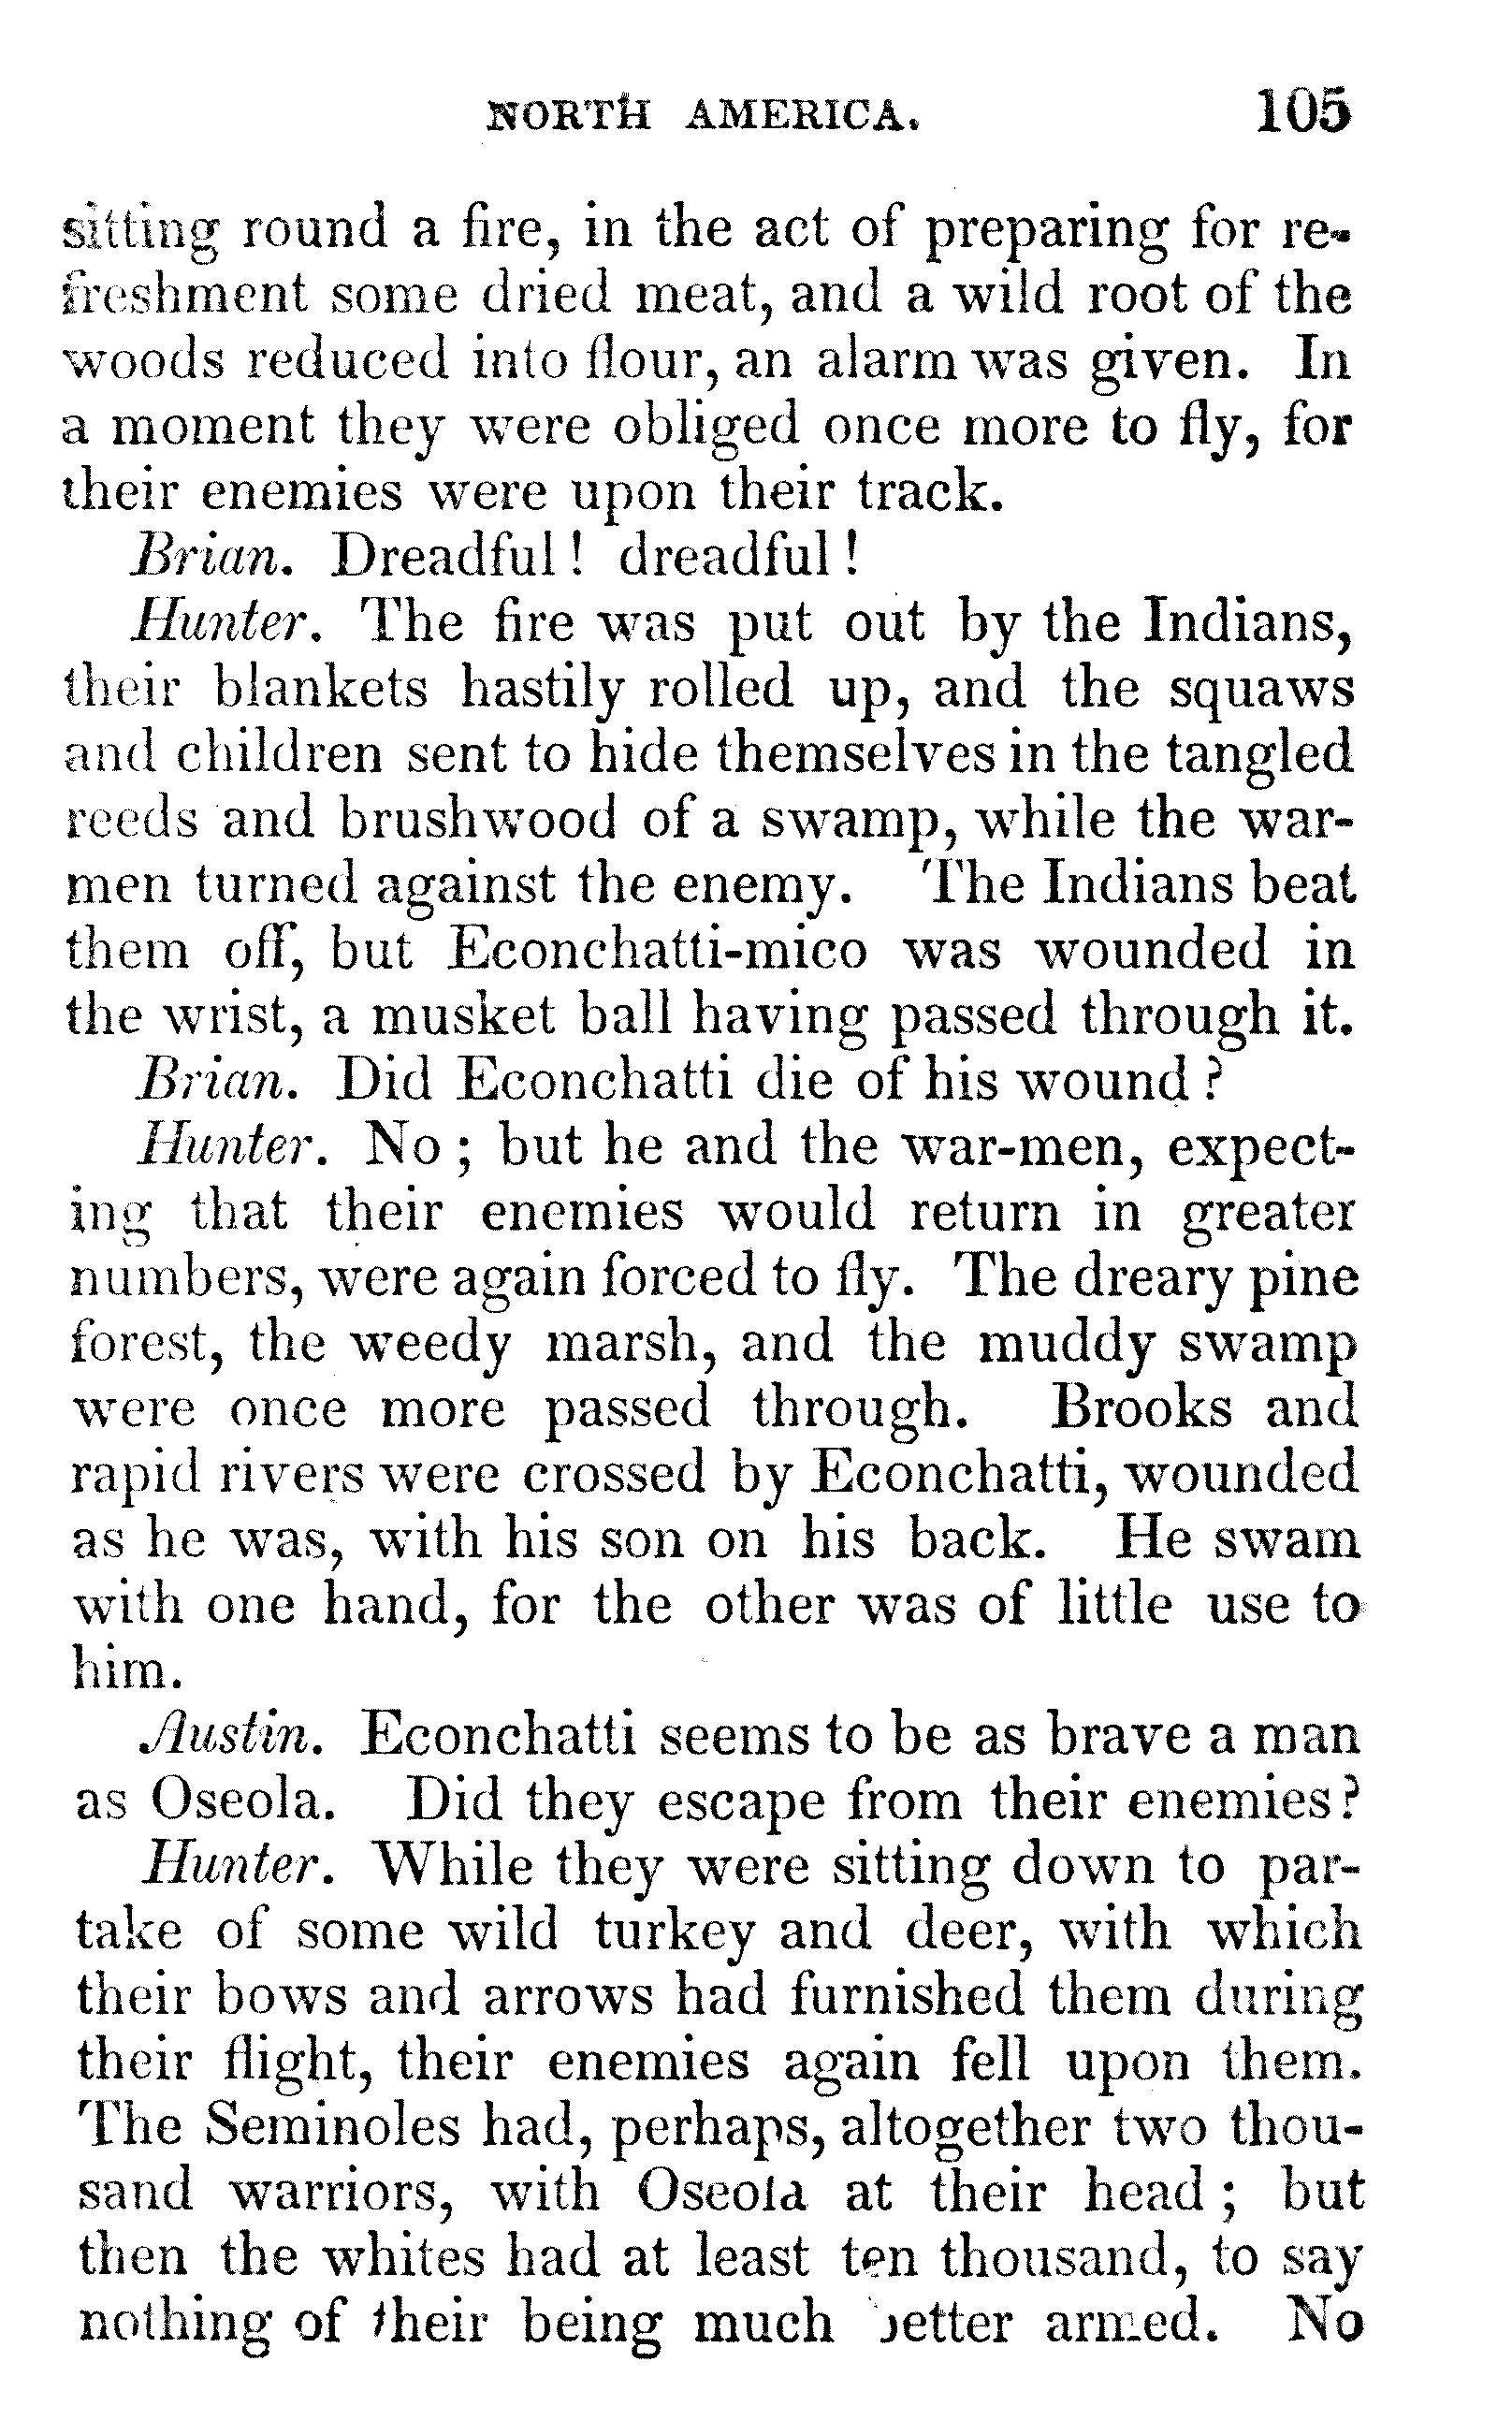 NORTH AMERICA. 105
sitting round a fire, in the act of preparing for re-
freshment some dried meat, and a wild root of the
woods reduced into flour, an alarm was given. In
a moment they were obliged once more to fly, for
their enemies were upon their track.
Brian. Dreadful! dreadful!
Hunter. The fire was put out by the Indians,
their blankets hastily rolled up, and the squaws
and children sent to hide themselves in the tangled
reeds and brushwood of a swamp, while the war-
men turned against the enemy. The Indians beat
them off, but Econchatti-mico was wounded in
the wrist, a musket ball having passed through it.
Brian. Did Econchatti die of his wound?
Hunter. No; but he and the war-men, expect-
ing that their enemies would return in greater
numbers, were again forced to fly. The dreary pine
forest, the weedy marsh, and the muddy swamp
were once more passed through. Brooks and
rapid rivers were crossed by Econchatti, wounded
as he was, with his son on his back. He swam
with one hand, for the other was of little use to
him.
Austin. Econchatti seems to be as brave a man
as Oseola. Did they escape from their enemies?
Hunter. While they were sitting down to par-
take of some wild turkey and deer, with which
their bows and arrows had furnished them during
their flight, their enemies again fell upon them.
The Seminoles had, perhaps, altogether two thou-
sand warriors, with Oseola at their head; but
then the whites had at least ten thousand, to say
nothing of their being much better armed. No